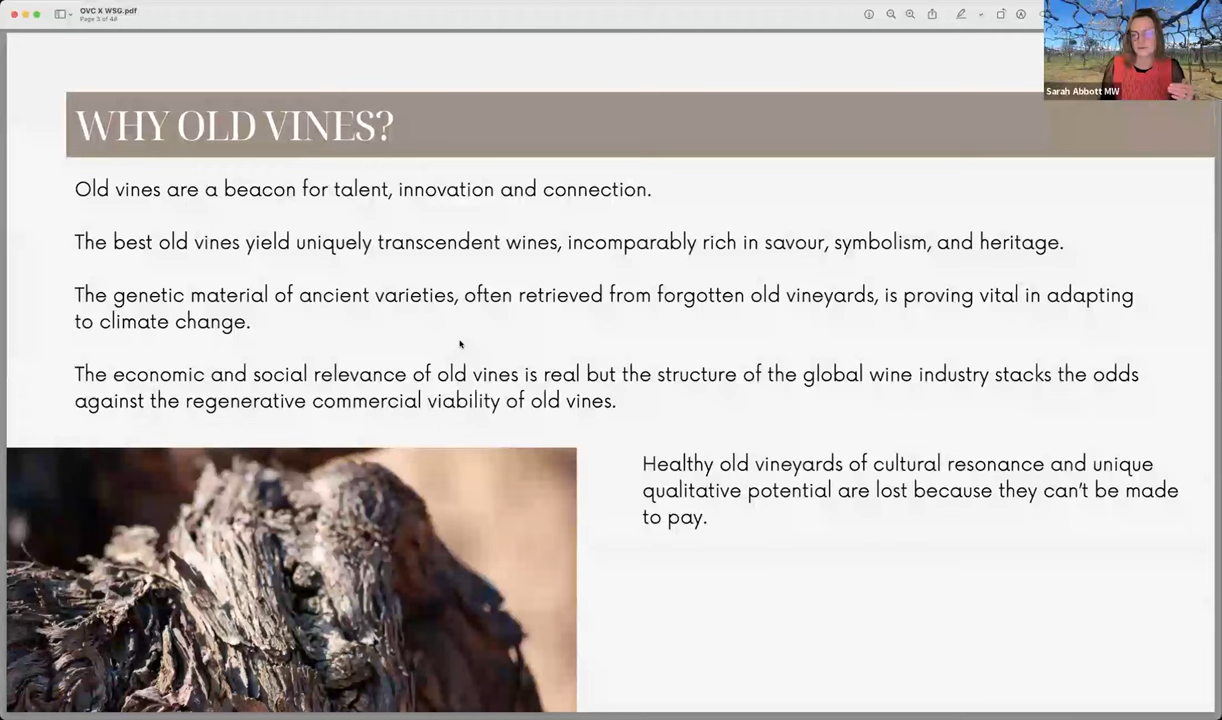 OVC X WSG.pdf
Page 3 of 48
Sarah Abbott MW
WHY OLD VINES?
Old vines are a beacon for talent, innovation and connection.
The best old vines yield uniquely transcendent wines, incomparably rich in savour, symbolism, and heritage.
The genetic material of ancient varieties, often retrieved from forgotten old vineyards, is proving vital in adapting
to climate change.
The economic and social relevance of old vines is real but the structure of the global wine industry stacks the odds
against the regenerative commercial viability of old vines.
Healthy old vineyards of cultural resonance and unique
qualitative potential are lost because they can't be made
to pay.